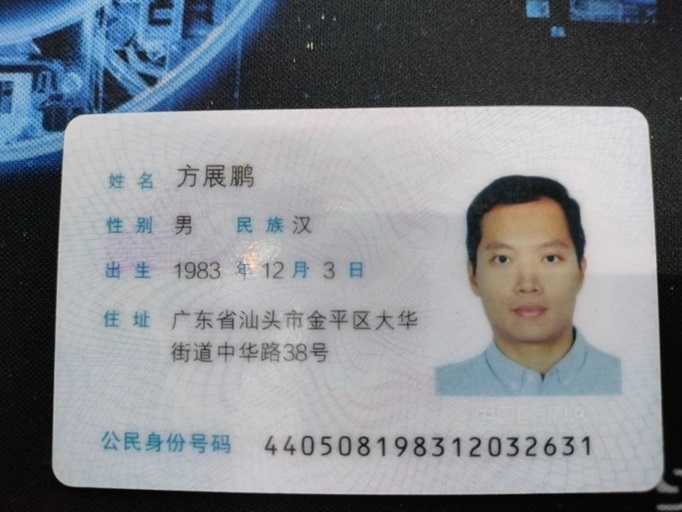 姓名 方展鹏
性别 男 民族 汉
出生 1983 年 12 月 3 日
住址 广东省汕头市金平区大华
街道中华路38号
公民身份号码 440508198312032631